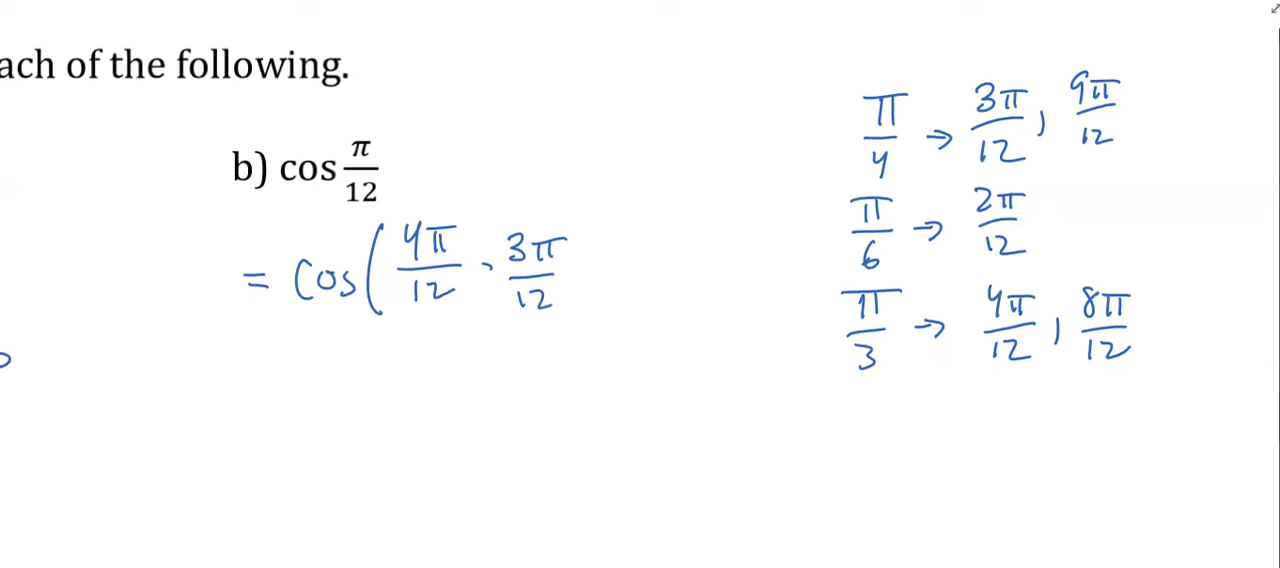 ach of the following.
b) cos π/12
= cos(4π/12 - 3π/12
π/4 → 3π/12, 9π/12
π/6 → 2π/12
π/3 → 4π/12, 8π/12